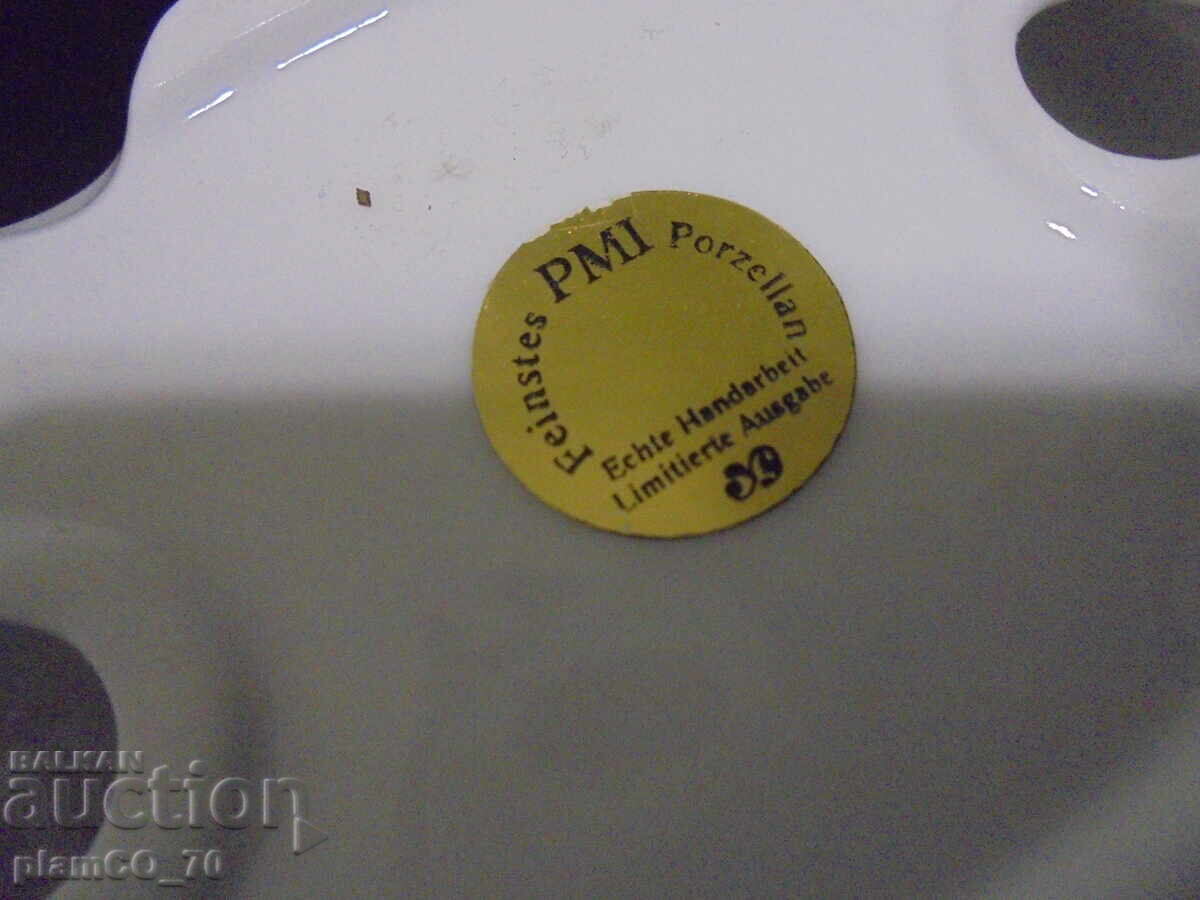 Feinstes PMI Porzellan
Echte Handarbeit
Limitierte Ausgabe
BALKAN
auction
plamCO_70